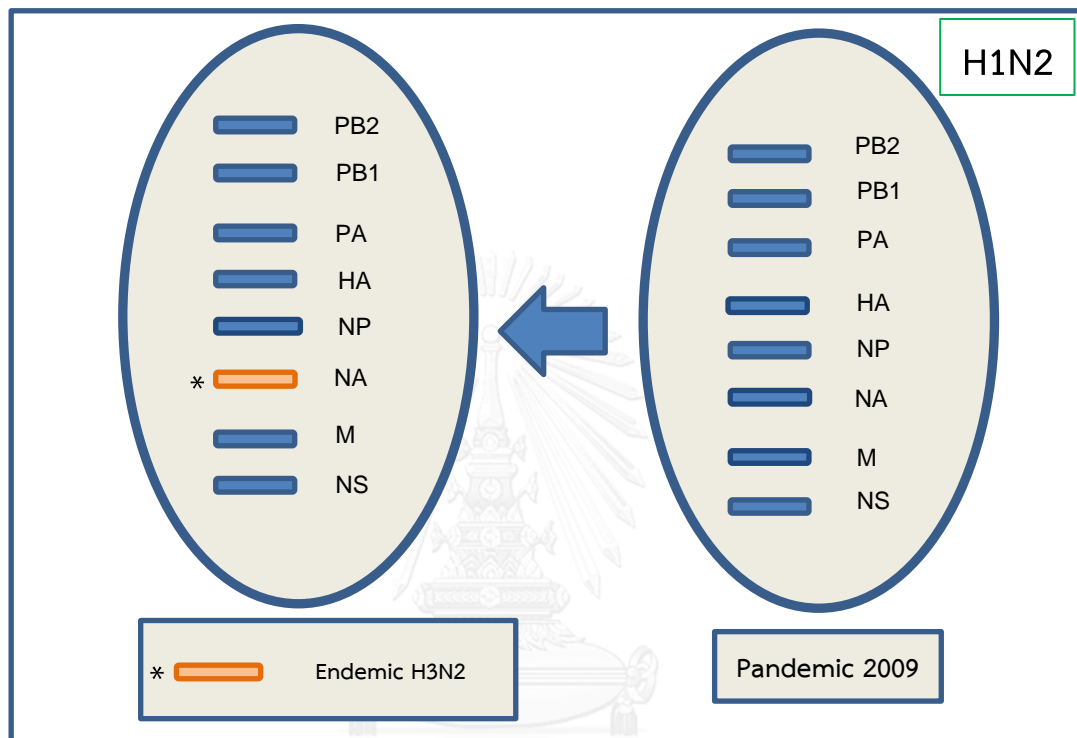 H1N2
PB2
PB1
PA
HA
NP
* NA
M
NS
PB2
PB1
PA
HA
NP
NA
M
NS
* Endemic H3N2
Pandemic 2009